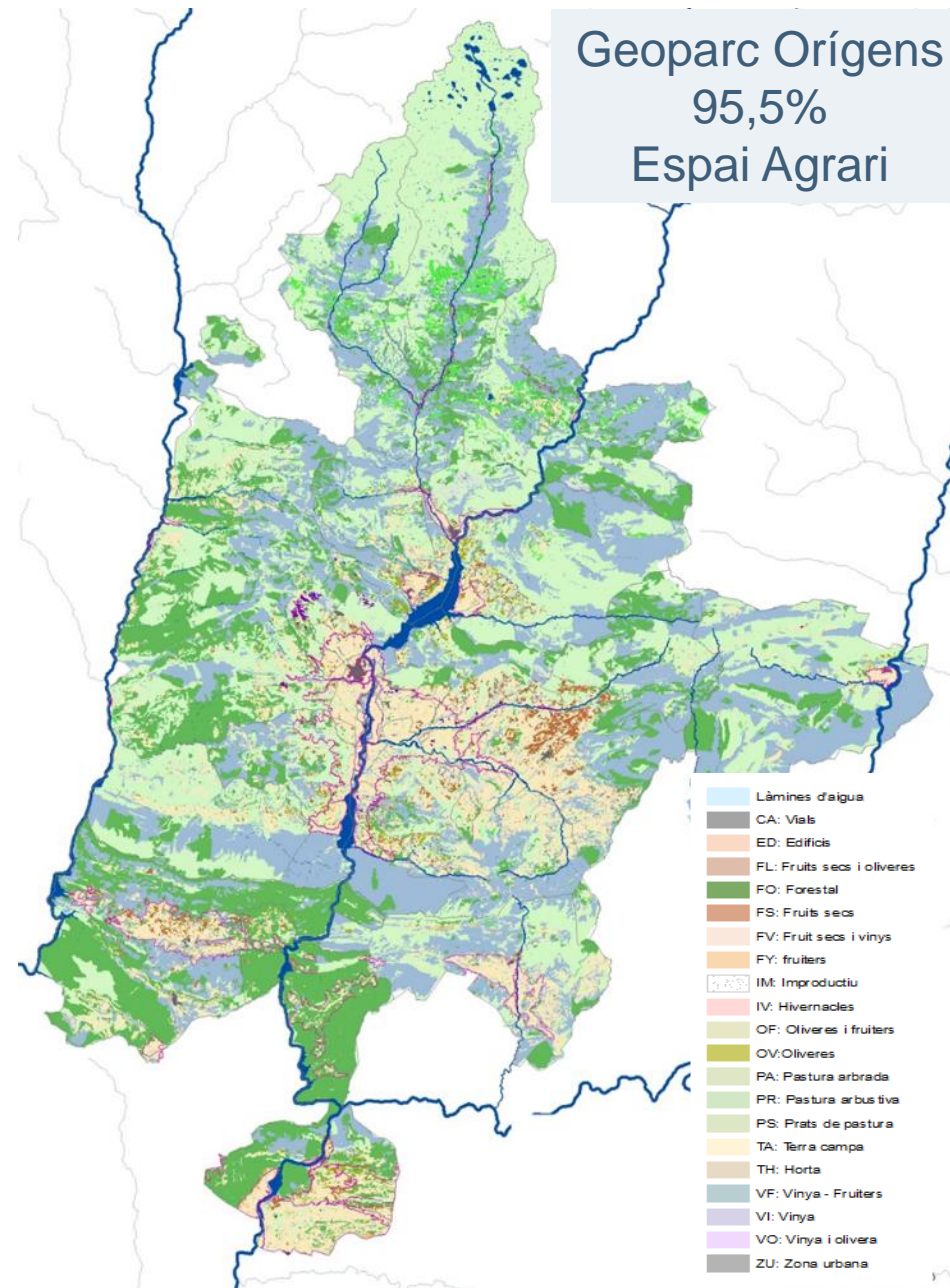 Geoparc Orígens
95,5%
Espai Agrari
Làmines d'aigua
CA: Vials
ED: Edificis
FL: Fruits secs i oliveres
FO: Forestal
FS: Fruits secs
FV: Fruit secs i vinys
FY: fruiters
IM: Improductiu
IV: Hivernacles
OF: Oliveres i fruiters
OV:Oliveres
PA: Pastura arbrada
PR: Pastura arbustiva
PS: Prats de pastura
TA: Terra campa
TH: Horta
VF: Vinya - Fruiters
VI: Vinya
VO: Vinya i olivera
ZU: Zona urbana